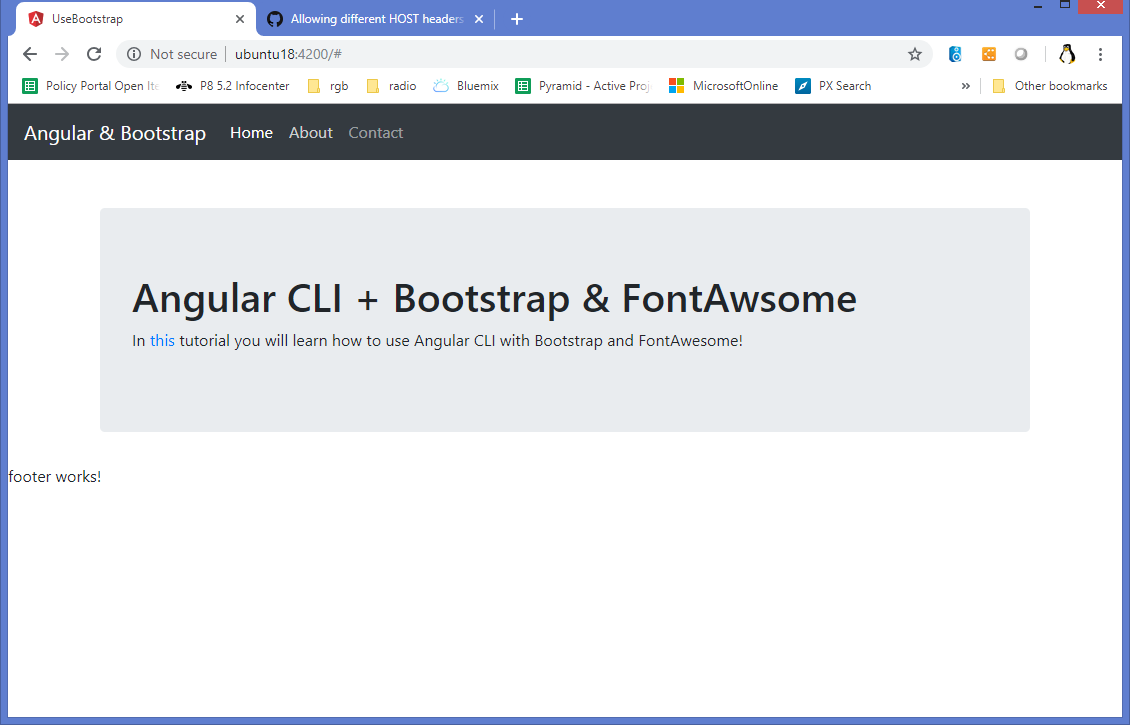 UseBootstrap
Allowing different HOST headers
Not secure ubuntu18:4200/#
Policy Portal Open Ite P8 5.2 Infocenter rgb radio Bluemix Pyramid - Active Proj MicrosoftOnline PX Search » Other bookmarks
Angular & Bootstrap Home About Contact
Angular CLI + Bootstrap & FontAwsome
In this tutorial you will learn how to use Angular CLI with Bootstrap and FontAwesome!
footer works!